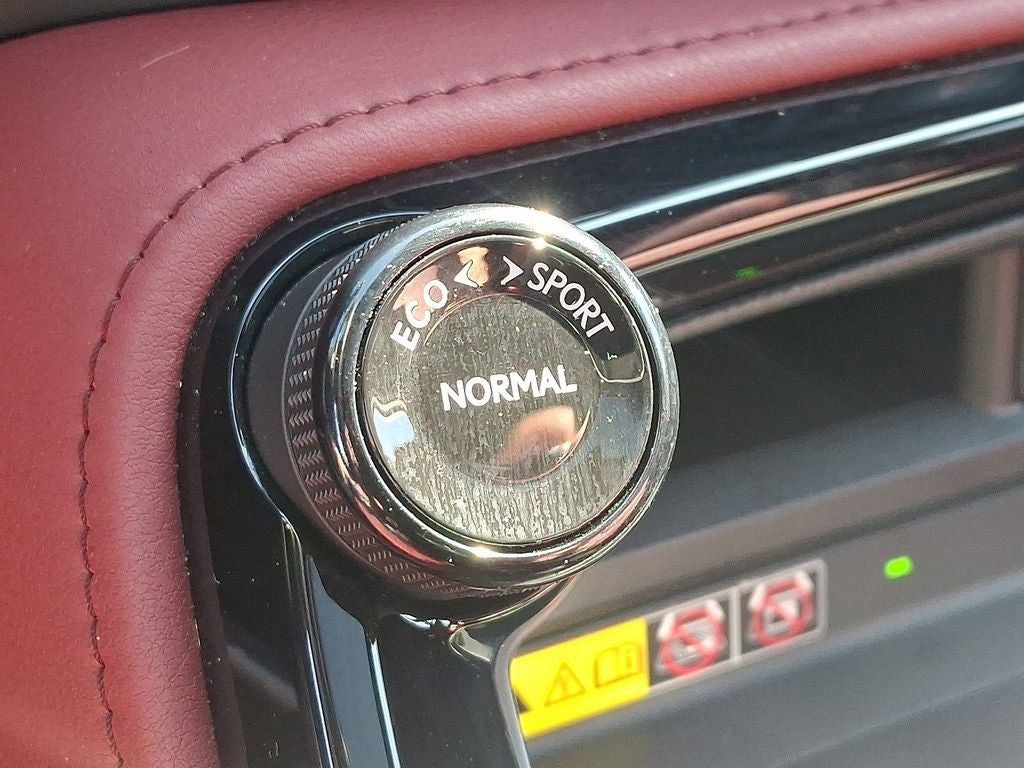 ECO < > SPORT
NORMAL